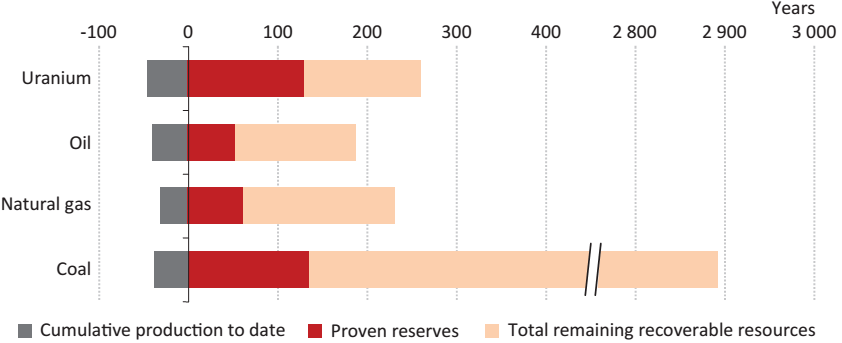 Years
-100 0 100 200 300 400 2 800 2 900 3 000
Uranium
Oil
Natural gas
Coal
Cumulative production to date Proven reserves Total remaining recoverable resources